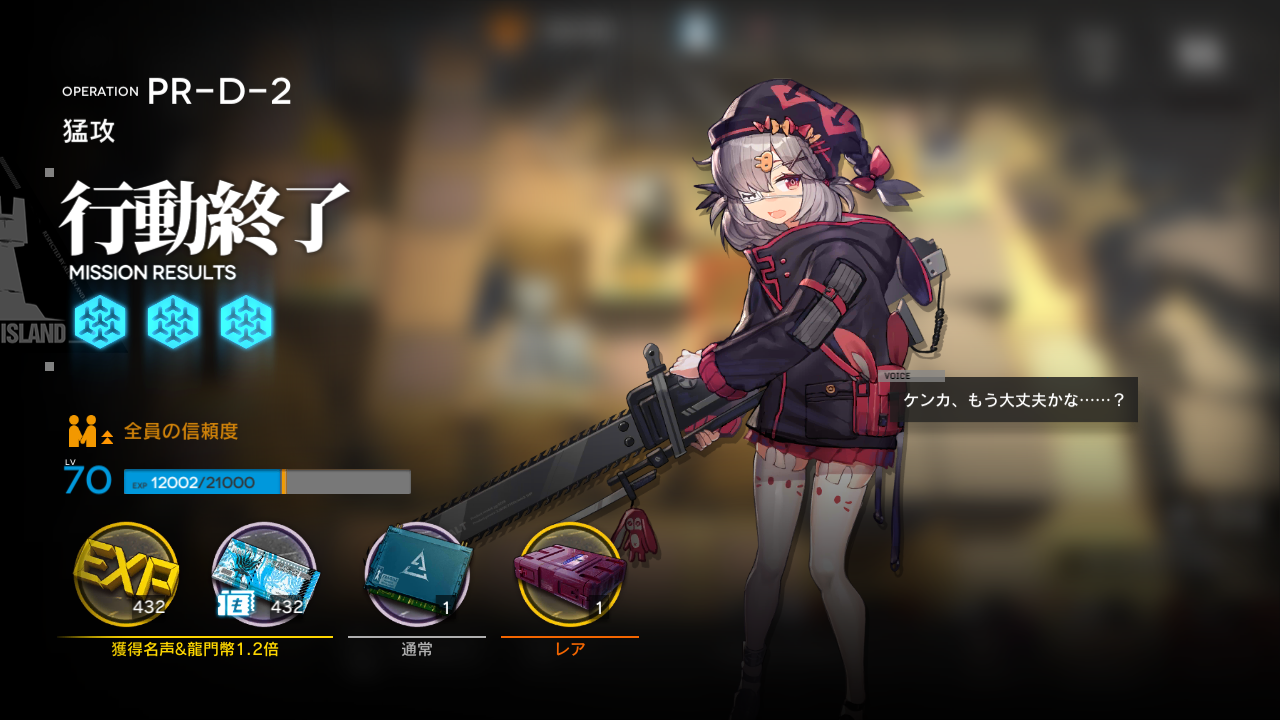 OPERATION PR-D-2
猛攻
行動終了
MISSION RESULTS
ISLAND
VOICE
ケンカ、もう大丈夫かな……？
全員の信頼度
LV
70
EXP 12002/21000
EXP
432
432
1
1
獲得名声&龍門幣1.2倍
通常
レア